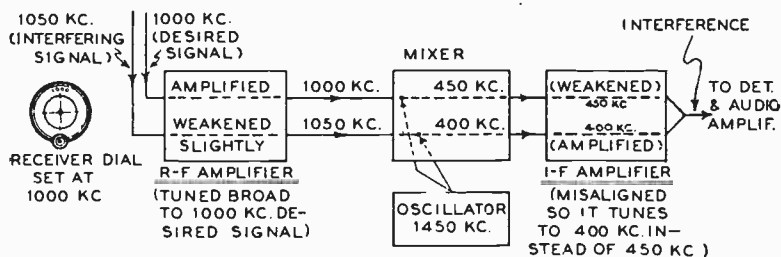 1050 KC.
(INTERFERING
SIGNAL)
1000 KC.
(DESIRED
SIGNAL)
INTERFERENCE
MIXER
AMPLIFIED
1000 KC.
450 KC.
(WEAKENED)
450 KC
TO DET.
& AUDIO
AMPLIF.
WEAKENED
SLIGHTLY
1050 KC.
400 KC.
400 KC.
(AMPLIFIED)
1000
RECEIVER DIAL
SET AT
1000 KC
R-F AMPLIFIER
(TUNED BROAD
TO 1000 KC. DE-
SIRED SIGNAL)
OSCILLATOR
1450 KC.
I-F AMPLIFIER
(MISALIGNED
SO IT TUNES
TO 400 KC. IN-
STEAD OF 450 KC)